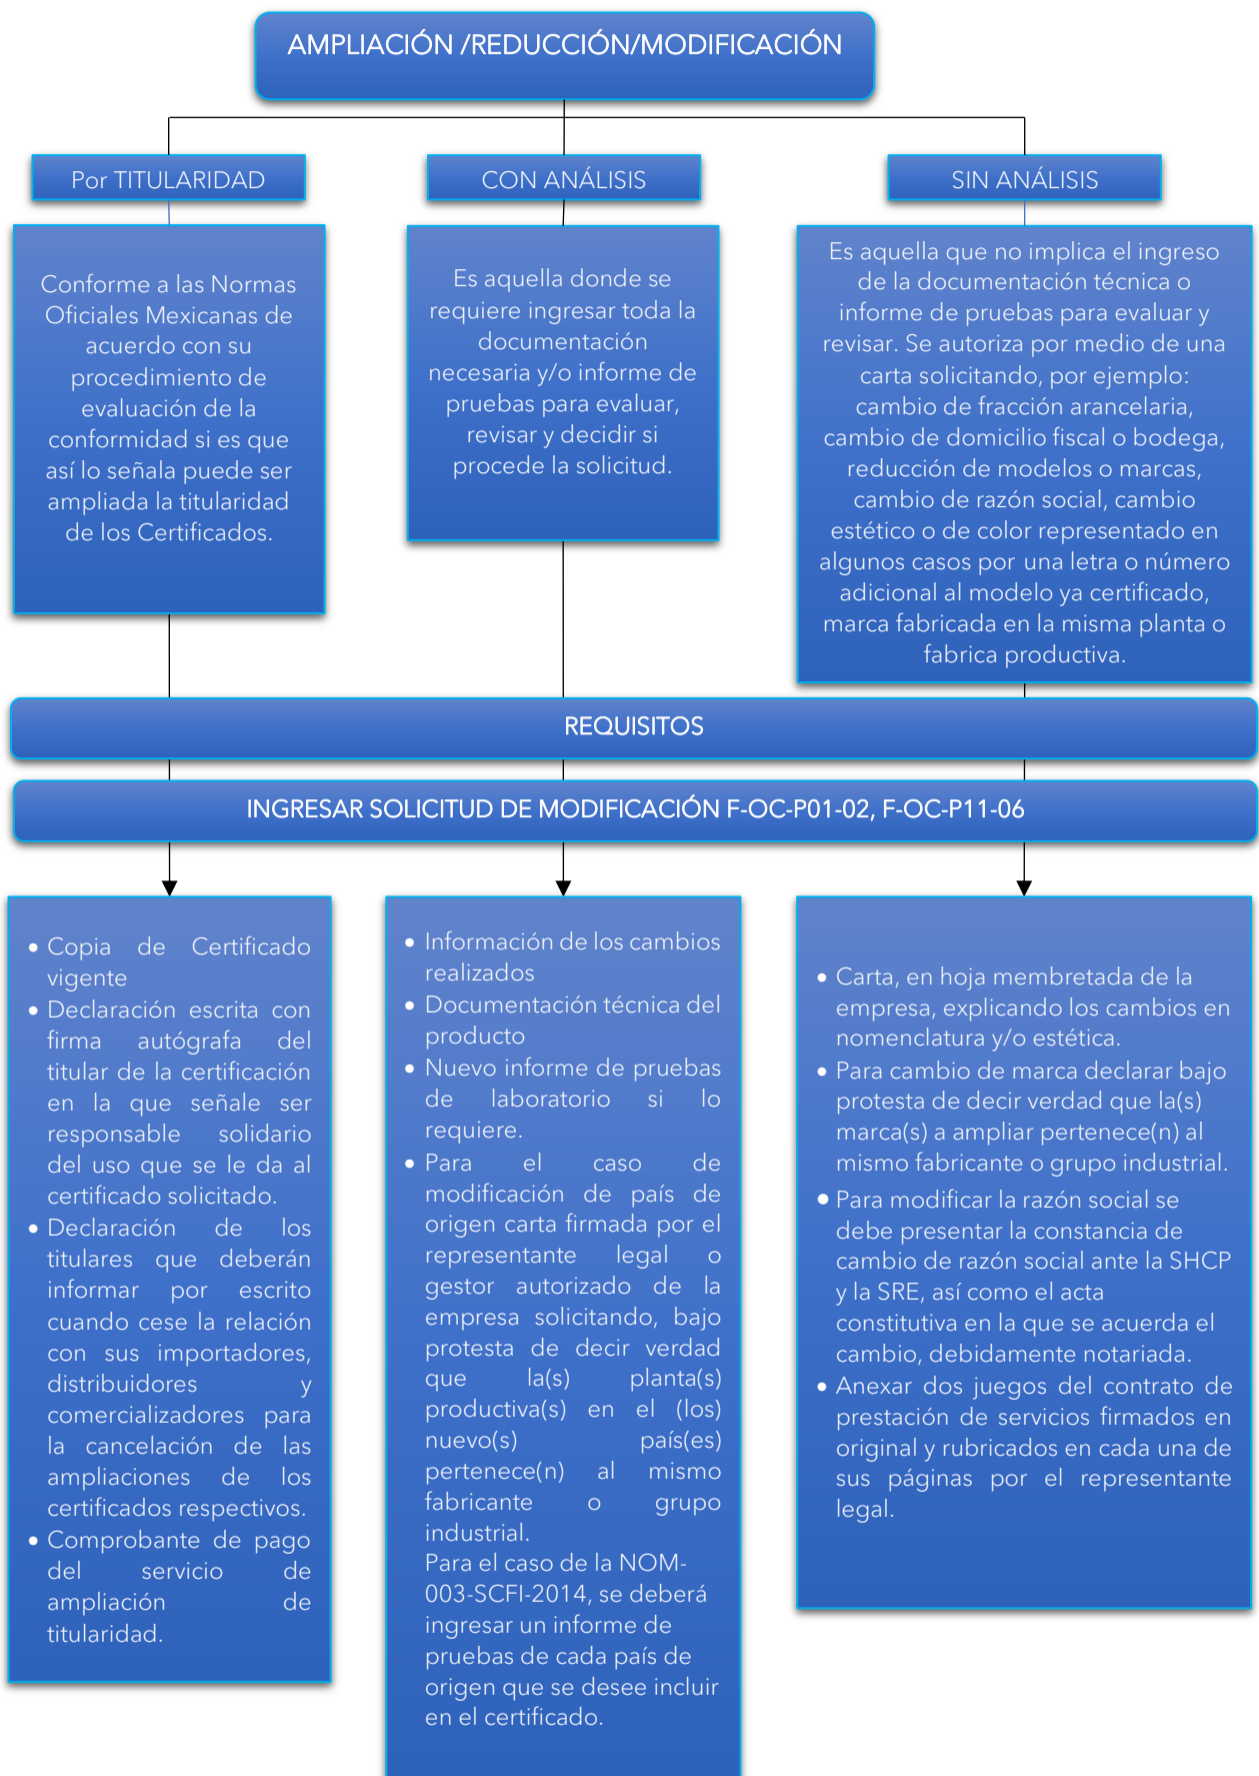 AMPLIACIÓN /REDUCCIÓN/MODIFICACIÓN
Por TITULARIDAD
CON ANÁLISIS
SIN ANÁLISIS
Conforme a las Normas
Oficiales Mexicanas de
acuerdo con su
procedimiento de
evaluación de la
conformidad si es que
así lo señala puede ser
ampliada la titularidad
de los Certificados.
Es aquella donde se
requiere ingresar toda la
documentación
necesaria y/o informe de
pruebas para evaluar,
revisar y decidir si
procede la solicitud.
Es aquella que no implica el ingreso
de la documentación técnica o
informe de pruebas para evaluar y
revisar. Se autoriza por medio de una
carta solicitando, por ejemplo:
cambio de fracción arancelaria,
cambio de domicilio fiscal o bodega,
reducción de modelos o marcas,
cambio de razón social, cambio
estético o de color representado en
algunos casos por una letra o número
adicional al modelo ya certificado,
marca fabricada en la misma planta o
fabrica productiva.
REQUISITOS
INGRESAR SOLICITUD DE MODIFICACIÓN F-OC-P01-02, F-OC-P11-06
• Copia de Certificado
vigente
• Declaración escrita con
firma autógrafa del
titular de la certificación
en la que señale ser
responsable solidario
del uso que se le da al
certificado solicitado.
• Declaración de los
titulares que deberán
informar por escrito
cuando cese la relación
con sus importadores,
distribuidores y
comercializadores para
la cancelación de las
ampliaciones de los
certificados respectivos.
• Comprobante de pago
del servicio de
ampliación de
titularidad.
• Información de los cambios
realizados
• Documentación técnica del
producto
• Nuevo informe de pruebas
de laboratorio si lo
requiere.
• Para el caso de
modificación de país de
origen carta firmada por el
representante legal o
gestor autorizado de la
empresa solicitando, bajo
protesta de decir verdad
que la(s) planta(s)
productiva(s) en el (los)
nuevo(s) país(es)
pertenece(n) al mismo
fabricante o grupo
industrial.
Para el caso de la NOM-
003-SCFI-2014, se deberá
ingresar un informe de
pruebas de cada país de
origen que se desee incluir
en el certificado.
• Carta, en hoja membretada de la
empresa, explicando los cambios en
nomenclatura y/o estética.
• Para cambio de marca declarar bajo
protesta de decir verdad que la(s)
marca(s) a ampliar pertenece(n) al
mismo fabricante o grupo industrial.
• Para modificar la razón social se
debe presentar la constancia de
cambio de razón social ante la SHCP
y la SRE, así como el acta
constitutiva en la que se acuerda el
cambio, debidamente notariada.
• Anexar dos juegos del contrato de
prestación de servicios firmados en
original y rubricados en cada una de
sus páginas por el representante
legal.